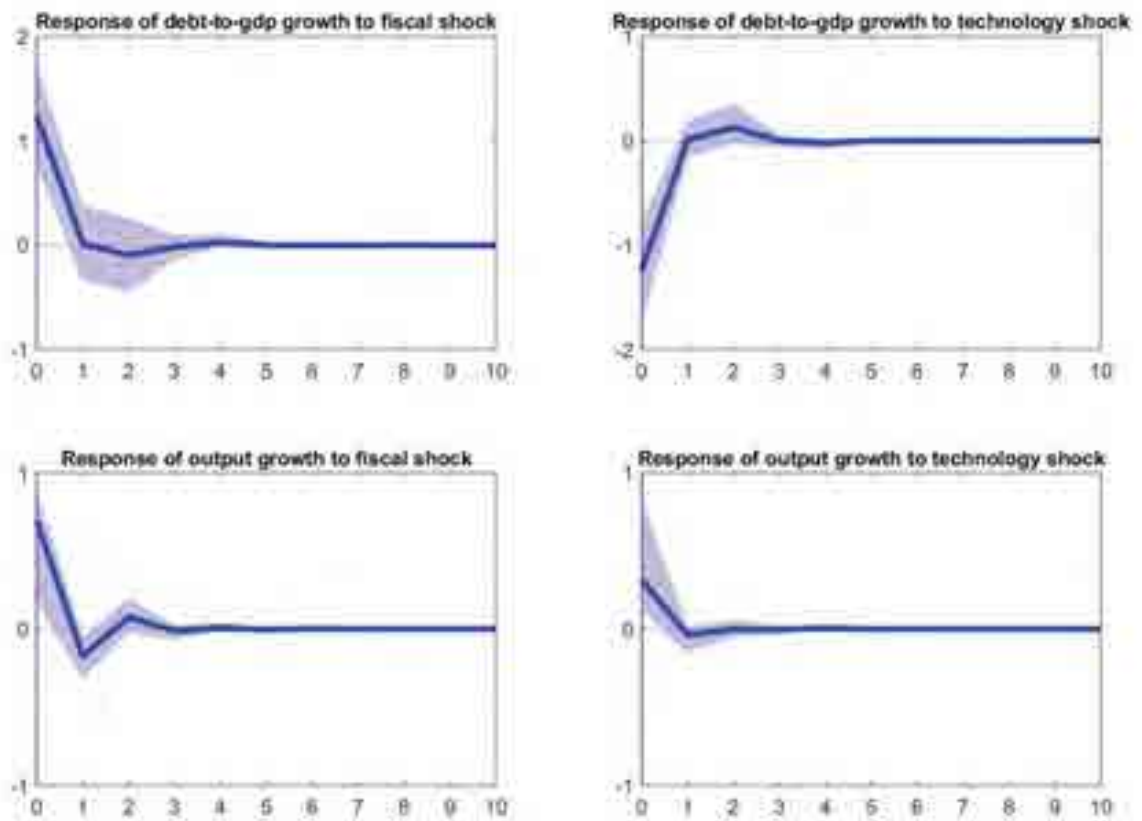 Response of debt-to-gdp growth to fiscal shock
2
1
0
-1
0 1 2 3 4 5 6 7 8 9 10
Response of debt-to-gdp growth to technology shock
1
0
-1
-2
0 1 2 3 4 5 6 7 8 9 10
Response of output growth to fiscal shock
1
0
-1
0 1 2 3 4 5 6 7 8 9 10
Response of output growth to technology shock
1
0
-1
0 1 2 3 4 5 6 7 8 9 10